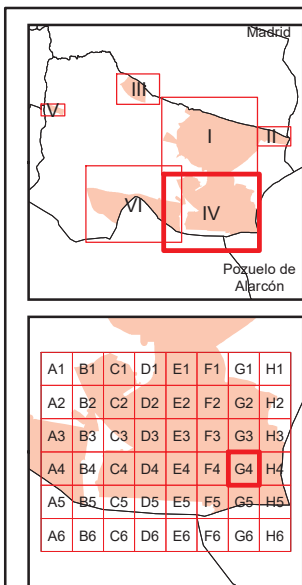 Madrid
III
V
I
II
VI
IV
Pozuelo de
Alarcón
A1 B1 C1 D1 E1 F1 G1 H1
A2 B2 C2 D2 E2 F2 G2 H2
A3 B3 C3 D3 E3 F3 G3 H3
A4 B4 C4 D4 E4 F4 G4 H4
A5 B5 C5 D5 E5 F5 G5 H5
A6 B6 C6 D6 E6 F6 G6 H6